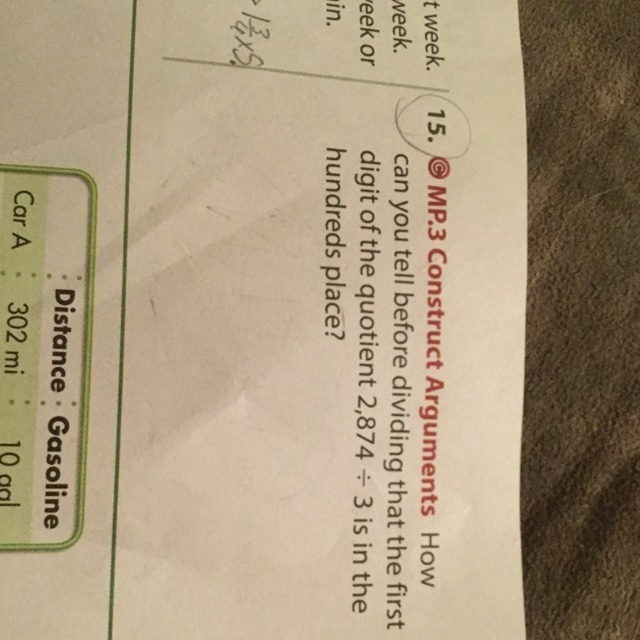 t week.
week.
week or
in.
15. MP.3 Construct Arguments How
can you tell before dividing that the first
digit of the quotient 2,874 ÷ 3 is in the
hundreds place?
Distance Gasoline
Car A 302 mi 10 gal